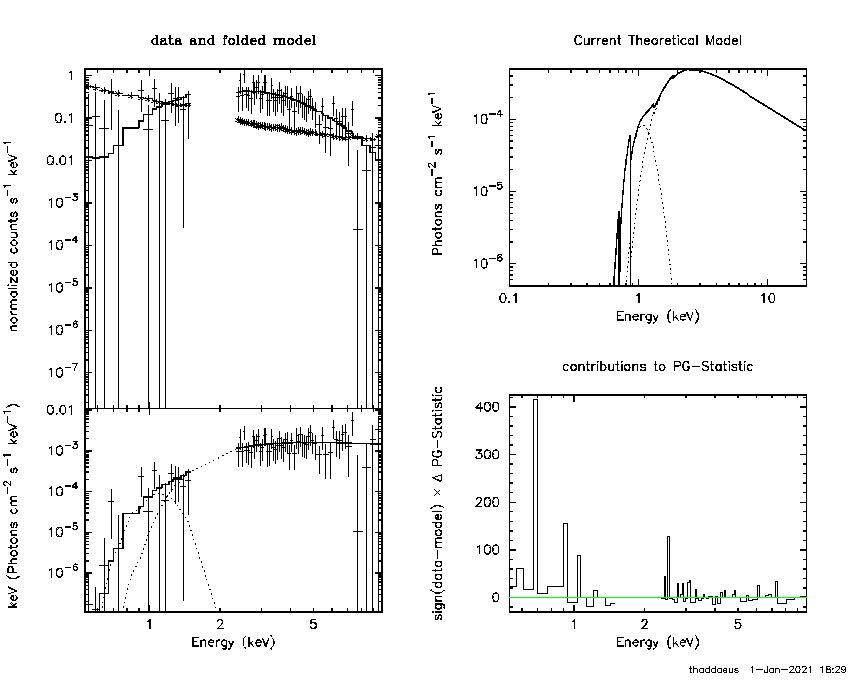 data and folded model
normalized counts s−1 keV−1
1
0.1
0.01
10−3
10−4
10−5
10−6
10−7
keV (Photons cm−2 s−1 keV−1)
0.01
10−3
10−4
10−5
10−6
1
2
5
Energy (keV)
Current Theoretical Model
Photons cm−2 s−1 keV−1
10−4
10−5
10−6
0.1
1
10
Energy (keV)
contributions to PG−Statistic
sign(data−model) × Δ PG−Statistic
400
300
200
100
0
1
2
5
Energy (keV)
thaddaeus 1−Jan−2021 18:29